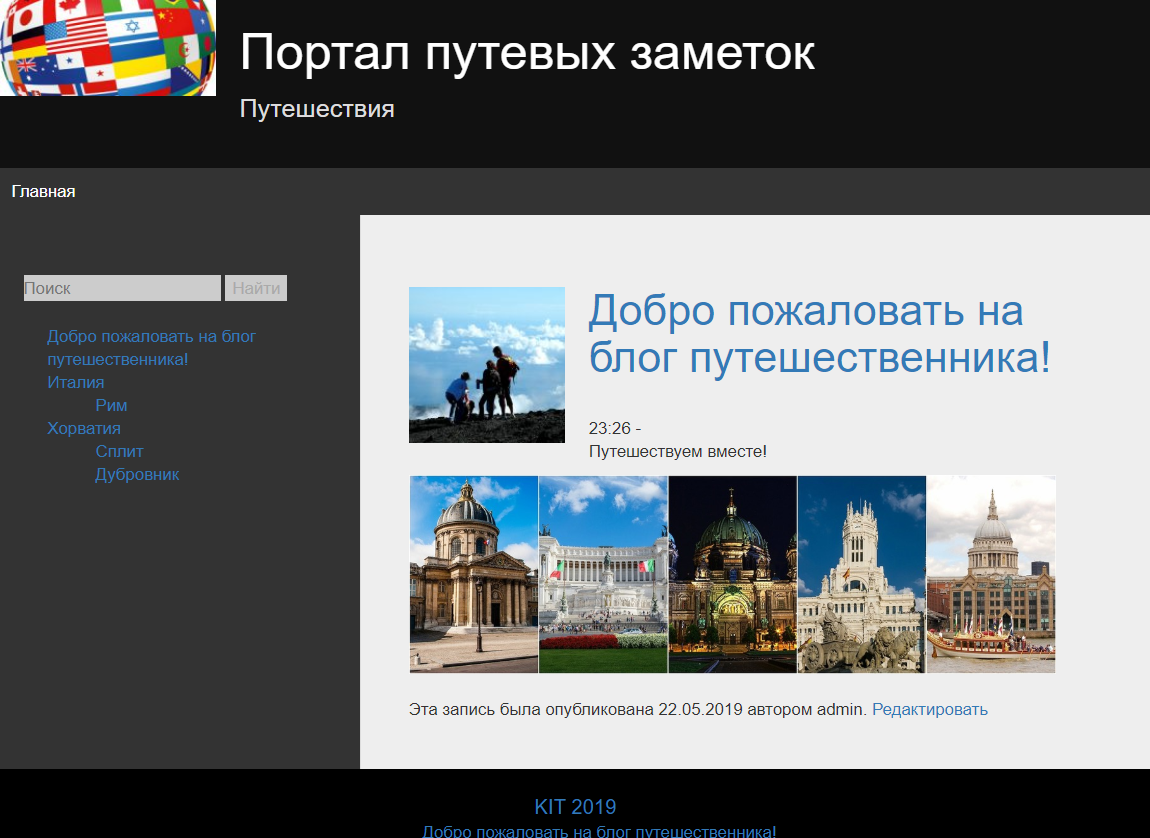 Портал путевых заметок
Путешествия
Главная
Поиск
Найти
Добро пожаловать на блог
путешественника!
Италия
Рим
Хорватия
Сплит
Дубровник
Добро пожаловать на
блог путешественника!
23:26 -
Путешествуем вместе!
Эта запись была опубликована 22.05.2019 автором admin. Редактировать
KIT 2019
Добро пожаловать на блог путешественника!